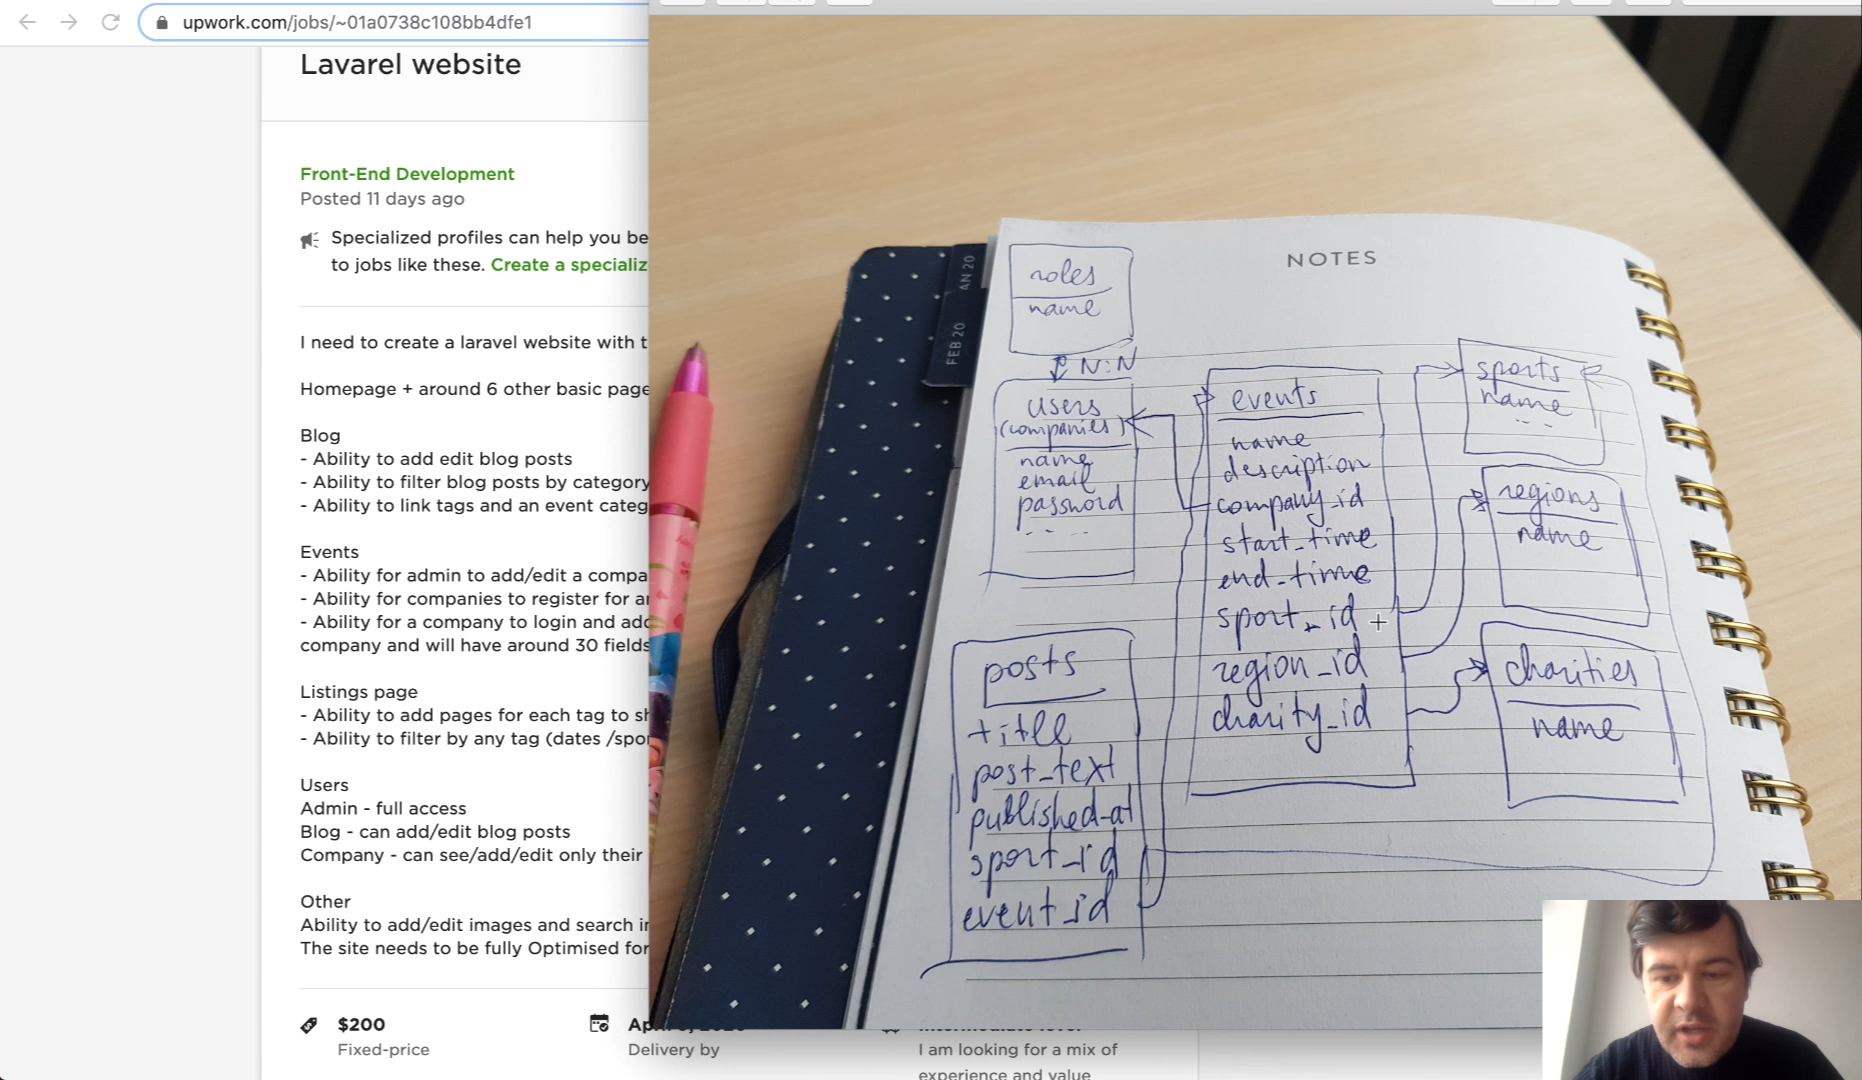 upwork.com/jobs/~01a0738c108bb4dfe1
Lavarel website
Front-End Development
Posted 11 days ago
Specialized profiles can help you be
to jobs like these. Create a specializ
I need to create a laravel website with t
Homepage + around 6 other basic page
Blog
- Ability to add edit blog posts
- Ability to filter blog posts by category
- Ability to link tags and an event categ
Events
- Ability for admin to add/edit a compa
- Ability for companies to register for an
- Ability for a company to login and add
company and will have around 30 fields
Listings page
- Ability to add pages for each tag to sh
- Ability to filter by any tag (dates /spor
Users
Admin - full access
Blog - can add/edit blog posts
Company - can see/add/edit only their
Other
Ability to add/edit images and search in
The site needs to be fully Optimised for
$200
Fixed-price
Delivery by
I am looking for a mix of
experience and value
AN 20
FEB 20
NOTES
roles
name
N:N
users
(companies)
name
email
password
...
posts
title
post_text
published_at
sport_id
event_id
events
name
description
company_id
start_time
end_time
sport_id
region_id
charity_id
sports
name
...
regions
name
charities
name